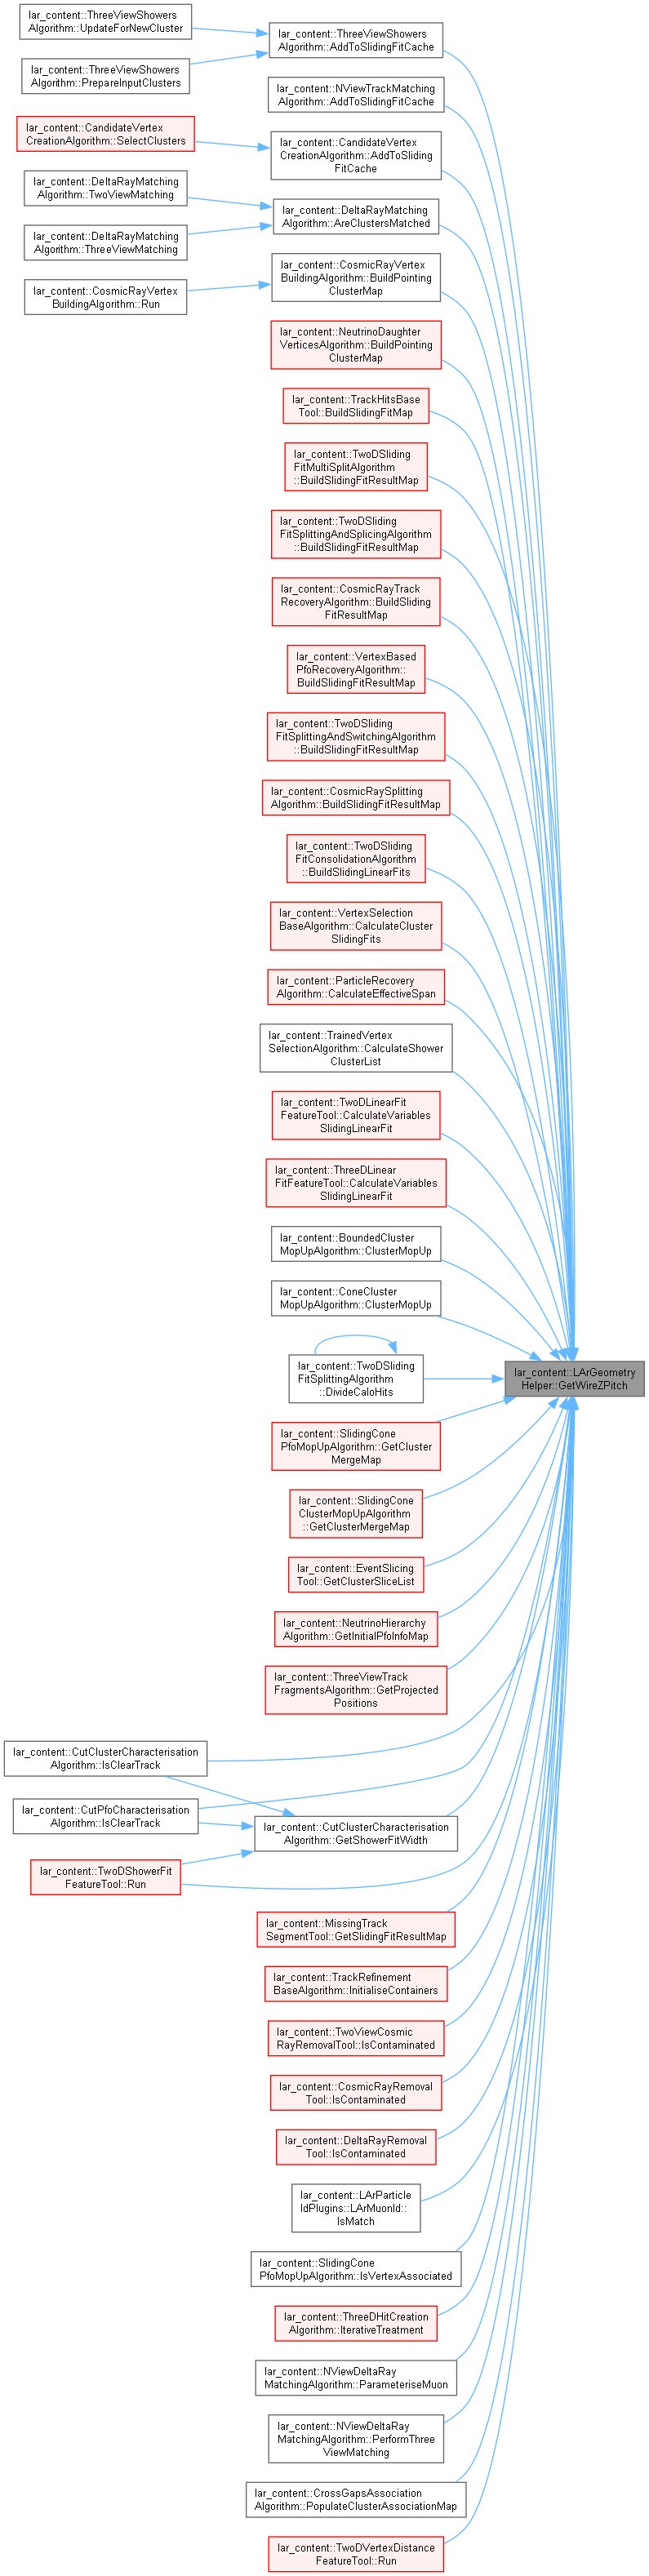 lar_content::ThreeViewShowers
Algorithm::UpdateForNewCluster
lar_content::ThreeViewShowers
Algorithm::PrepareInputClusters
lar_content::CandidateVertex
CreationAlgorithm::SelectClusters
lar_content::DeltaRayMatching
Algorithm::TwoViewMatching
lar_content::DeltaRayMatching
Algorithm::ThreeViewMatching
lar_content::CosmicRayVertex
BuildingAlgorithm::Run
lar_content::ThreeViewShowers
Algorithm::AddToSlidingFitCache
lar_content::NViewTrackMatching
Algorithm::AddToSlidingFitCache
lar_content::CandidateVertex
CreationAlgorithm::AddToSliding
FitCache
lar_content::DeltaRayMatching
Algorithm::AreClustersMatched
lar_content::CosmicRayVertex
BuildingAlgorithm::BuildPointing
ClusterMap
lar_content::NeutrinoDaughter
VerticesAlgorithm::BuildPointing
ClusterMap
lar_content::TrackHitsBase
Tool::BuildSlidingFitMap
lar_content::TwoDSliding
FitMultiSplitAlgorithm
::BuildSlidingFitResultMap
lar_content::TwoDSliding
FitSplittingAndSplicingAlgorithm
::BuildSlidingFitResultMap
lar_content::CosmicRayTrack
RecoveryAlgorithm::BuildSliding
FitResultMap
lar_content::VertexBased
PfoRecoveryAlgorithm::
BuildSlidingFitResultMap
lar_content::TwoDSliding
FitSplittingAndSwitchingAlgorithm
::BuildSlidingFitResultMap
lar_content::CosmicRaySplitting
Algorithm::BuildSlidingFitResultMap
lar_content::TwoDSliding
FitConsolidationAlgorithm
::BuildSlidingLinearFits
lar_content::VertexSelection
BaseAlgorithm::CalculateCluster
SlidingFits
lar_content::ParticleRecovery
Algorithm::CalculateEffectiveSpan
lar_content::TrainedVertex
SelectionAlgorithm::CalculateShower
ClusterList
lar_content::TwoDLinearFit
FeatureTool::CalculateVariables
SlidingLinearFit
lar_content::ThreeDLinear
FitFeatureTool::CalculateVariables
SlidingLinearFit
lar_content::BoundedCluster
MopUpAlgorithm::ClusterMopUp
lar_content::ConeCluster
MopUpAlgorithm::ClusterMopUp
lar_content::TwoDSliding
FitSplittingAlgorithm
::DivideCaloHits
lar_content::LArGeometry
Helper::GetWireZPitch
lar_content::SlidingCone
PfoMopUpAlgorithm::GetCluster
MergeMap
lar_content::SlidingCone
ClusterMopUpAlgorithm
::GetClusterMergeMap
lar_content::EventSlicing
Tool::GetClusterSliceList
lar_content::NeutrinoHierarchy
Algorithm::GetInitialPfoInfoMap
lar_content::ThreeViewTrack
FragmentsAlgorithm::GetProjected
Positions
lar_content::CutClusterCharacterisation
Algorithm::IsClearTrack
lar_content::CutPfoCharacterisation
Algorithm::IsClearTrack
lar_content::CutClusterCharacterisation
Algorithm::GetShowerFitWidth
lar_content::TwoDShowerFit
FeatureTool::Run
lar_content::MissingTrack
SegmentTool::GetSlidingFitResultMap
lar_content::TrackRefinement
BaseAlgorithm::InitialiseContainers
lar_content::TwoViewCosmic
RayRemovalTool::IsContaminated
lar_content::CosmicRayRemoval
Tool::IsContaminated
lar_content::DeltaRayRemoval
Tool::IsContaminated
lar_content::LArParticle
IdPlugins::LArMuonId::
IsMatch
lar_content::SlidingCone
PfoMopUpAlgorithm::IsVertexAssociated
lar_content::ThreeDHitCreation
Algorithm::IterativeTreatment
lar_content::NViewDeltaRay
MatchingAlgorithm::ParameteriseMuon
lar_content::NViewDeltaRay
MatchingAlgorithm::PerformThree
ViewMatching
lar_content::CrossGapsAssociation
Algorithm::PopulateClusterAssociationMap
lar_content::TwoDVertexDistance
FeatureTool::Run